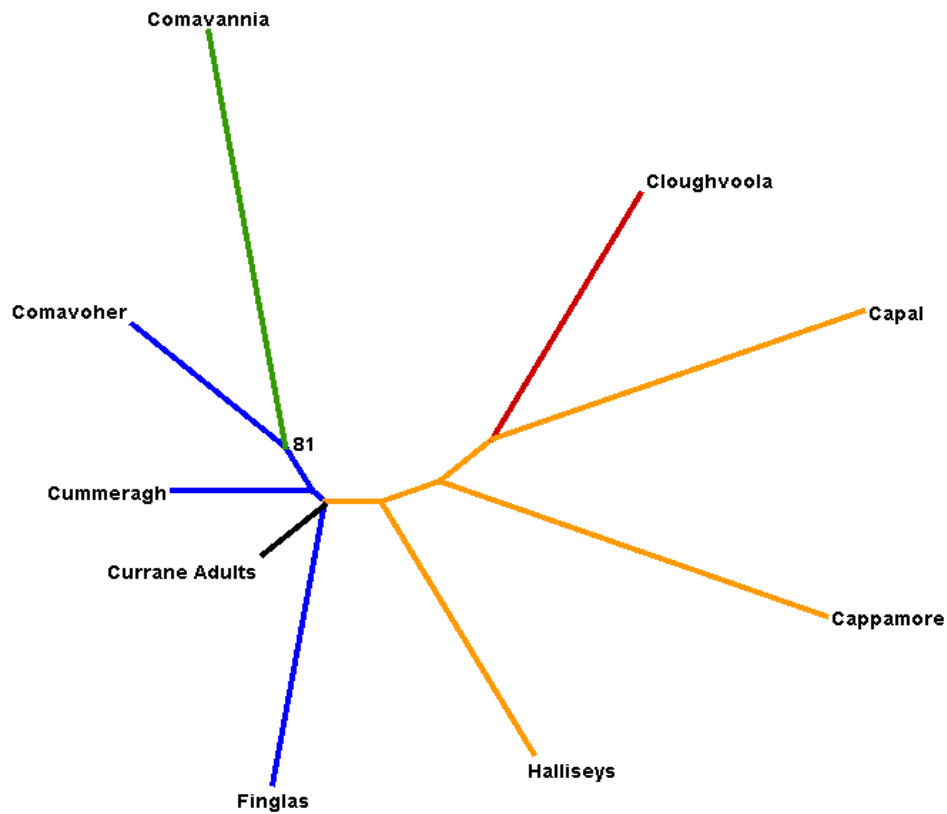 Comavannia
Cloughvoola
Comavoher
Capal
81
Cummeragh
Currane Adults
Cappamore
Halliseys
Finglas